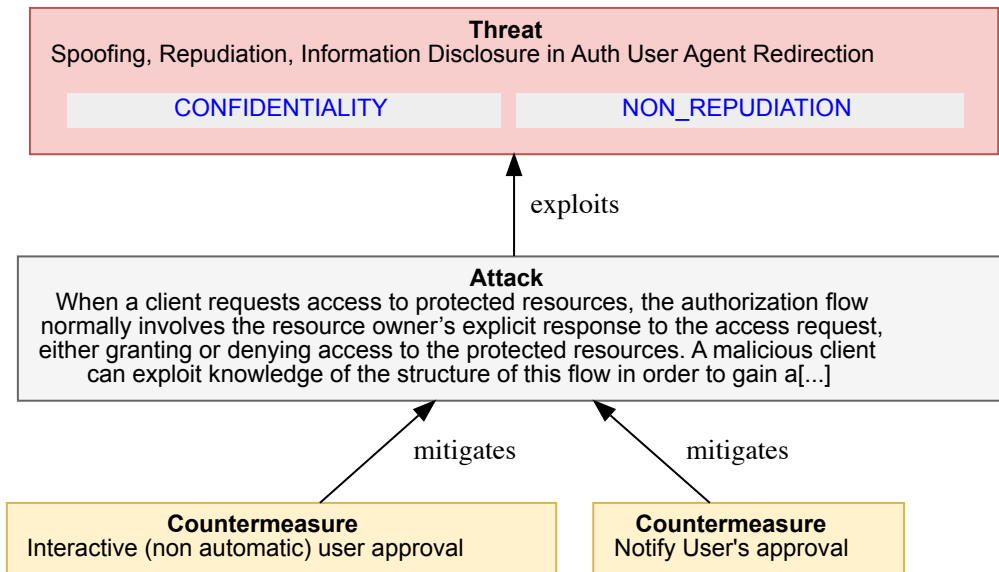 Threat
Spoofing, Repudiation, Information Disclosure in Auth User Agent Redirection
CONFIDENTIALITY
NON_REPUDIATION
exploits
Attack
When a client requests access to protected resources, the authorization flow
normally involves the resource owner’s explicit response to the access request,
either granting or denying access to the protected resources. A malicious client
can exploit knowledge of the structure of this flow in order to gain a[...]
mitigates
mitigates
Countermeasure
Interactive (non automatic) user approval
Countermeasure
Notify User's approval